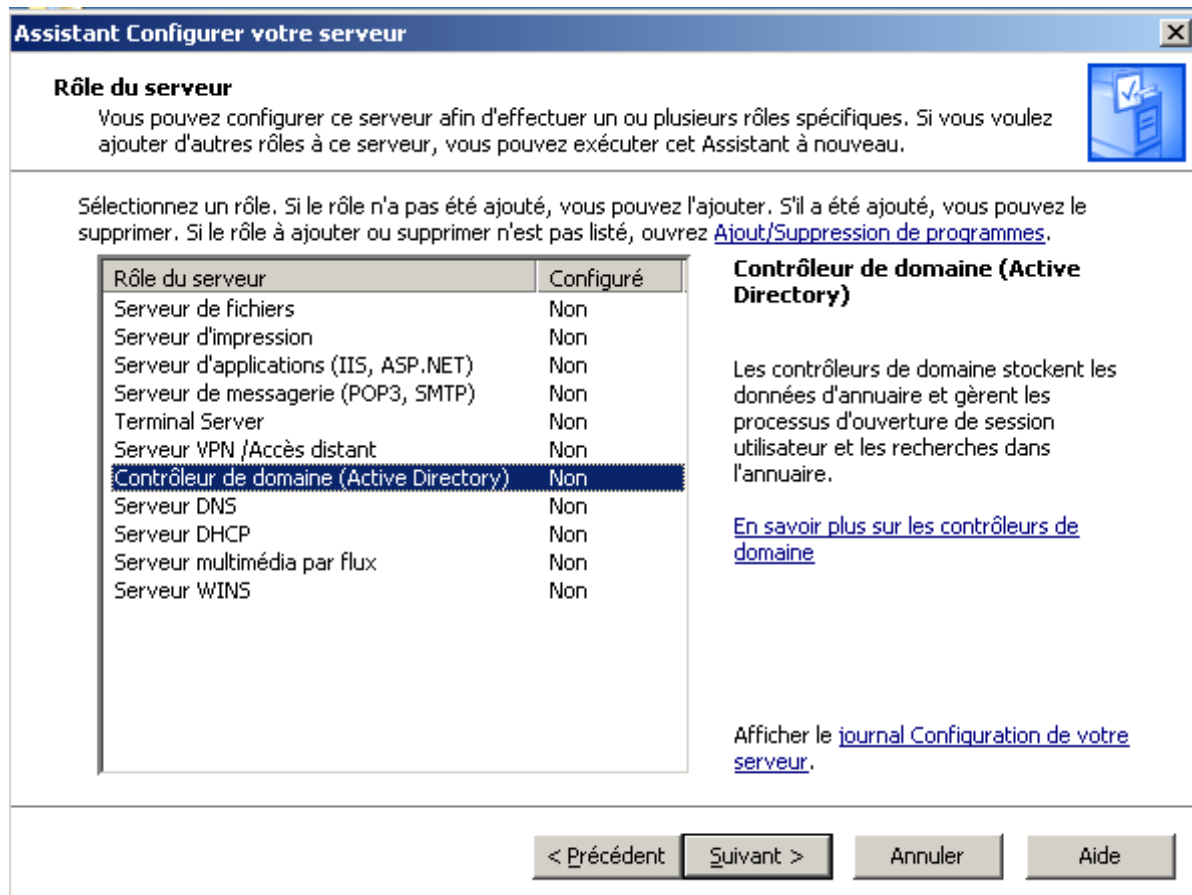 Assistant Configurer votre serveur
Rôle du serveur
Vous pouvez configurer ce serveur afin d'effectuer un ou plusieurs rôles spécifiques. Si vous voulez
ajouter d'autres rôles à ce serveur, vous pouvez exécuter cet Assistant à nouveau.
Sélectionnez un rôle. Si le rôle n'a pas été ajouté, vous pouvez l'ajouter. S'il a été ajouté, vous pouvez le
supprimer. Si le rôle à ajouter ou supprimer n'est pas listé, ouvrez Ajout/Suppression de programmes.
Rôle du serveur Configuré
Serveur de fichiers Non
Serveur d'impression Non
Serveur d'applications (IIS, ASP.NET) Non
Serveur de messagerie (POP3, SMTP) Non
Terminal Server Non
Serveur VPN /Accès distant Non
Contrôleur de domaine (Active Directory) Non
Serveur DNS Non
Serveur DHCP Non
Serveur multimédia par flux Non
Serveur WINS Non
Contrôleur de domaine (Active
Directory)
Les contrôleurs de domaine stockent les
données d'annuaire et gèrent les
processus d'ouverture de session
utilisateur et les recherches dans
l'annuaire.
En savoir plus sur les contrôleurs de
domaine
Afficher le journal Configuration de votre
serveur.
< Précédent Suivant > Annuler Aide